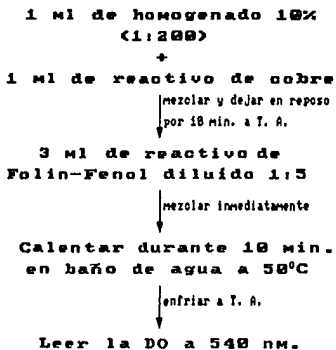 1 ml de homogenado 10%
(1:200)
+
1 ml de reactivo de cobre
mezclar y dejar en reposo
por 10 min. a T. A.
3 ml de reactivo de
Folin-Fenol diluído 1:5
mezclar inmediatamente
Calentar durante 10 min.
en baño de agua a 50ºC
enfriar a T. A.
Leer la DO a 540 nm.